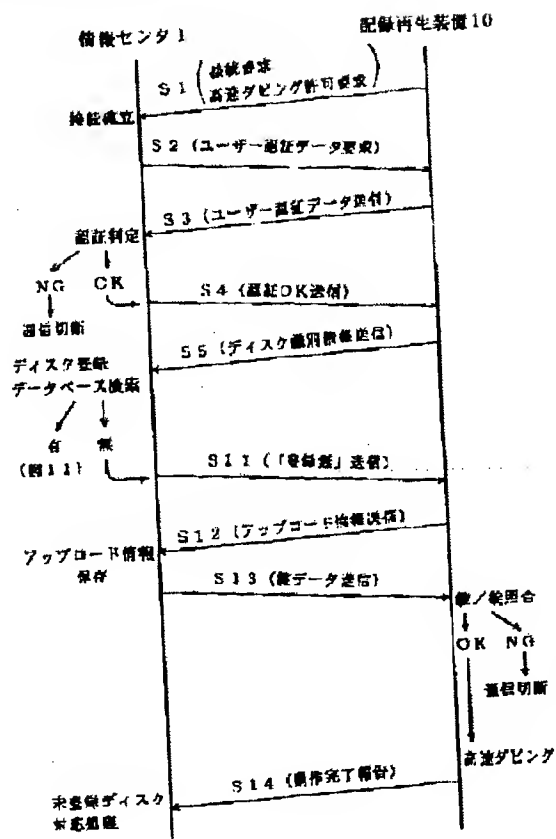 情報センタ1
記録再生装置10
S1
接続要求
高速ダビング許可要求
接続確立
S2 (ユーザー認証データ要求)
S3 (ユーザー認証データ送信)
認証判定
NG OK
S4 (認証OK送信)
通信切断
S5 (ディスク識別情報送信)
ディスク登録
データベース検索
有 無
(図11)
S11 (「登録無」送信)
S12 (アップロード情報送信)
アップロード情報
保存
S13 (鍵データ送信)
鍵/錠照合
OK NG
通信切断
高速ダビング
S14 (動作完了報告)
未登録ディスク
対応処理